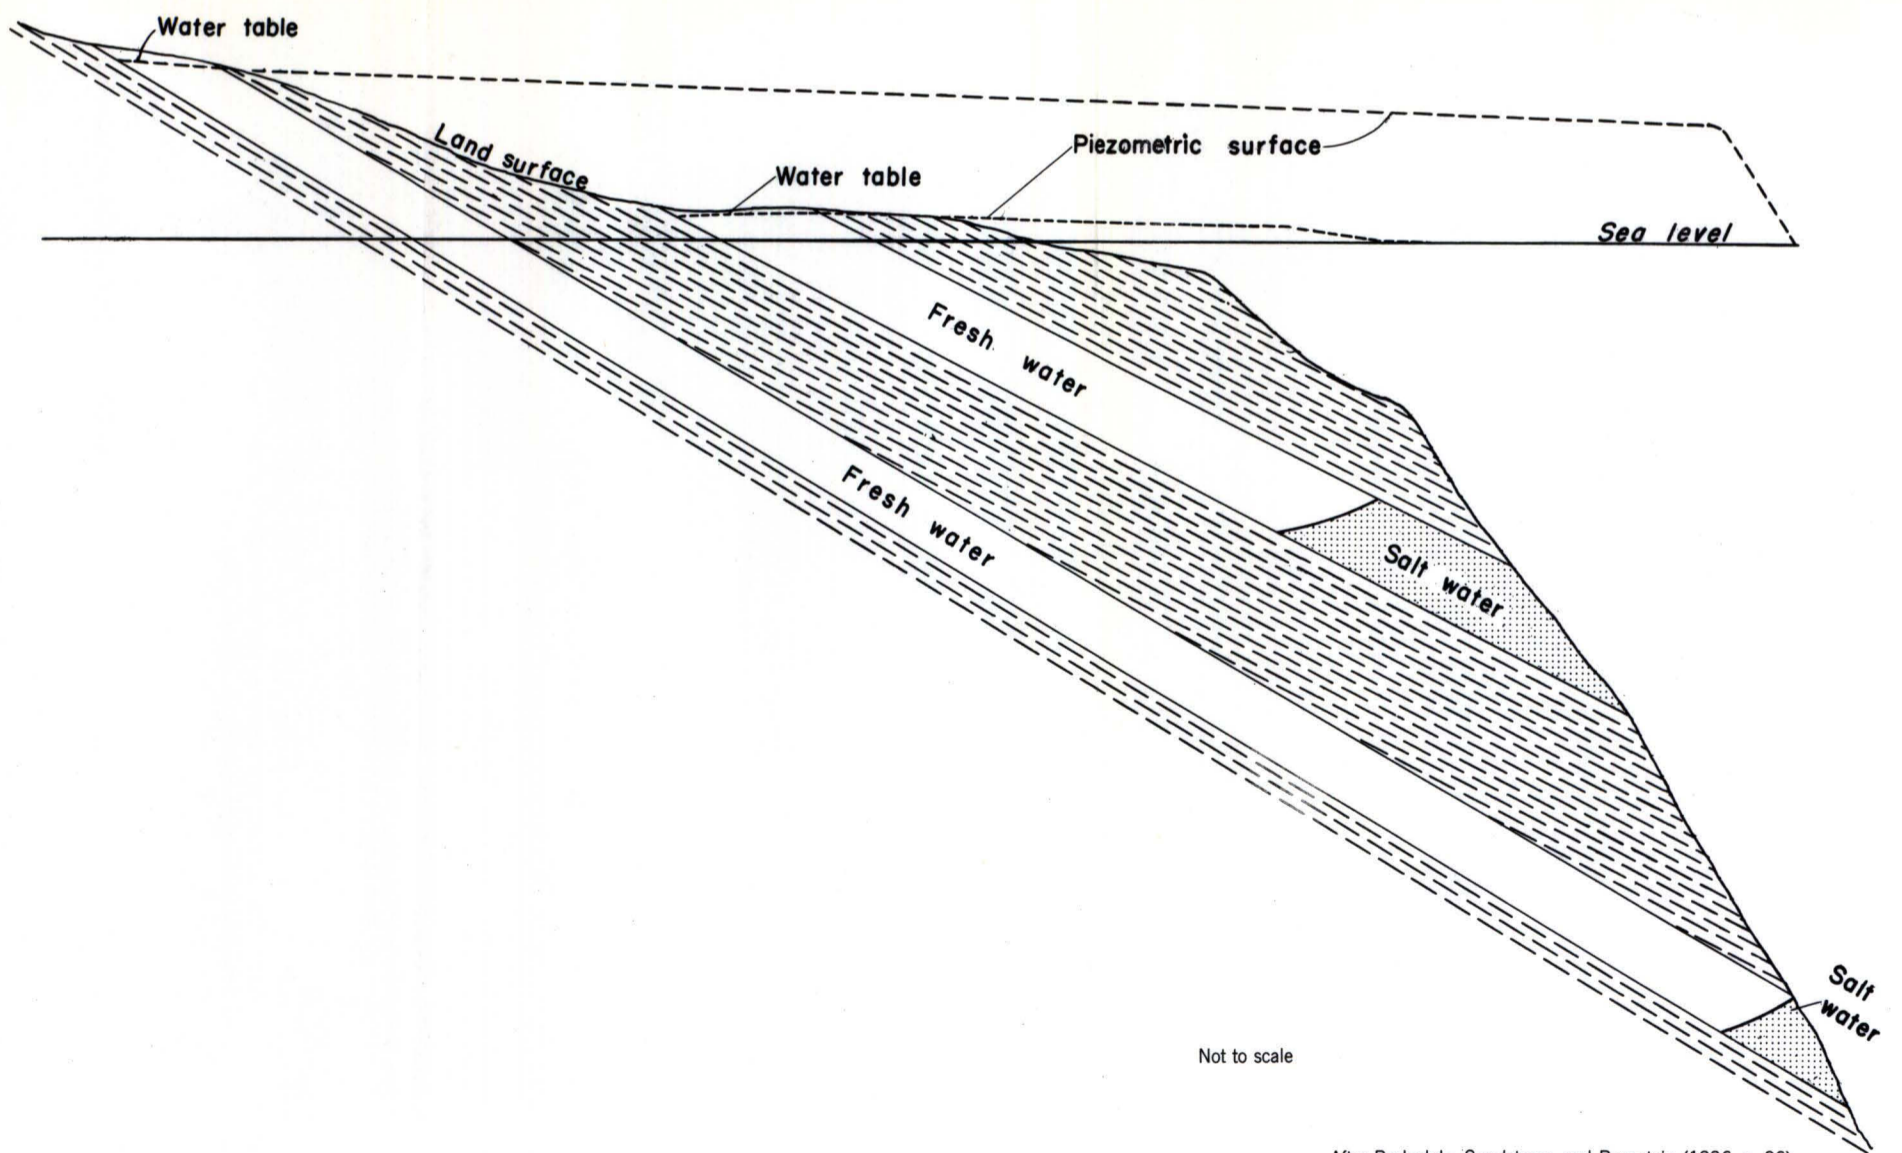 Water table
Land surface
Water table
Piezometric surface
Sea level
Fresh water
Fresh water
Salt water
Salt
water
Not to scale